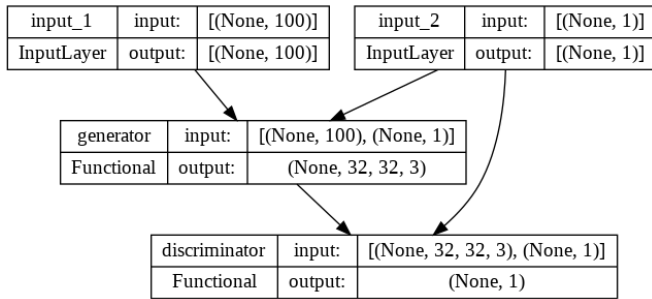 input_1 input: [(None, 100)] input_2 input: [(None, 1)]
InputLayer output: [(None, 100)] InputLayer output: [(None, 1)]
generator input: [(None, 100), (None, 1)]
Functional output: (None, 32, 32, 3)
discriminator input: [(None, 32, 32, 3), (None, 1)]
Functional output: (None, 1)